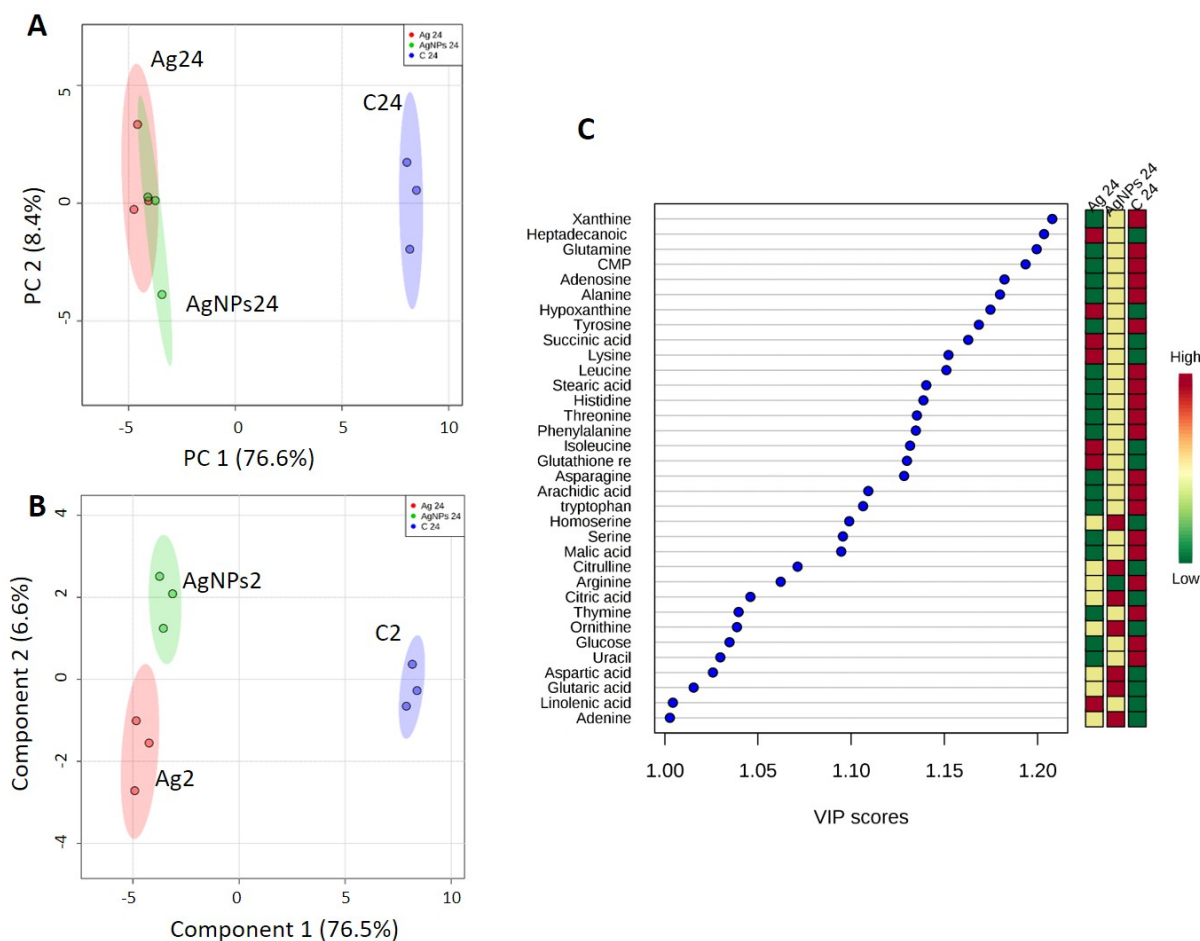 A
Ag 24
AgNPs 24
C 24
Ag24
C24
AgNPs24
5
0
-5
PC 2 (8.4%)
-5
0
5
10
PC 1 (76.6%)
B
Ag 24
AgNPs 24
C 24
AgNPs2
C2
Ag2
4
2
0
-2
-4
Component 2 (6.6%)
-5
0
5
10
Component 1 (76.5%)
C
Ag 24
AgNPs 24
C 24
Xanthine
Heptadecanoic
Glutamine
CMP
Adenosine
Alanine
Hypoxanthine
Tyrosine
Succinic acid
Lysine
Leucine
Stearic acid
Histidine
Threonine
Phenylalanine
Isoleucine
Glutathione re
Asparagine
Arachidic acid
tryptophan
Homoserine
Serine
Malic acid
Citrulline
Arginine
Citric acid
Thymine
Ornithine
Glucose
Uracil
Aspartic acid
Glutaric acid
Linolenic acid
Adenine
1.00
1.05
1.10
1.15
1.20
VIP scores
High
Low